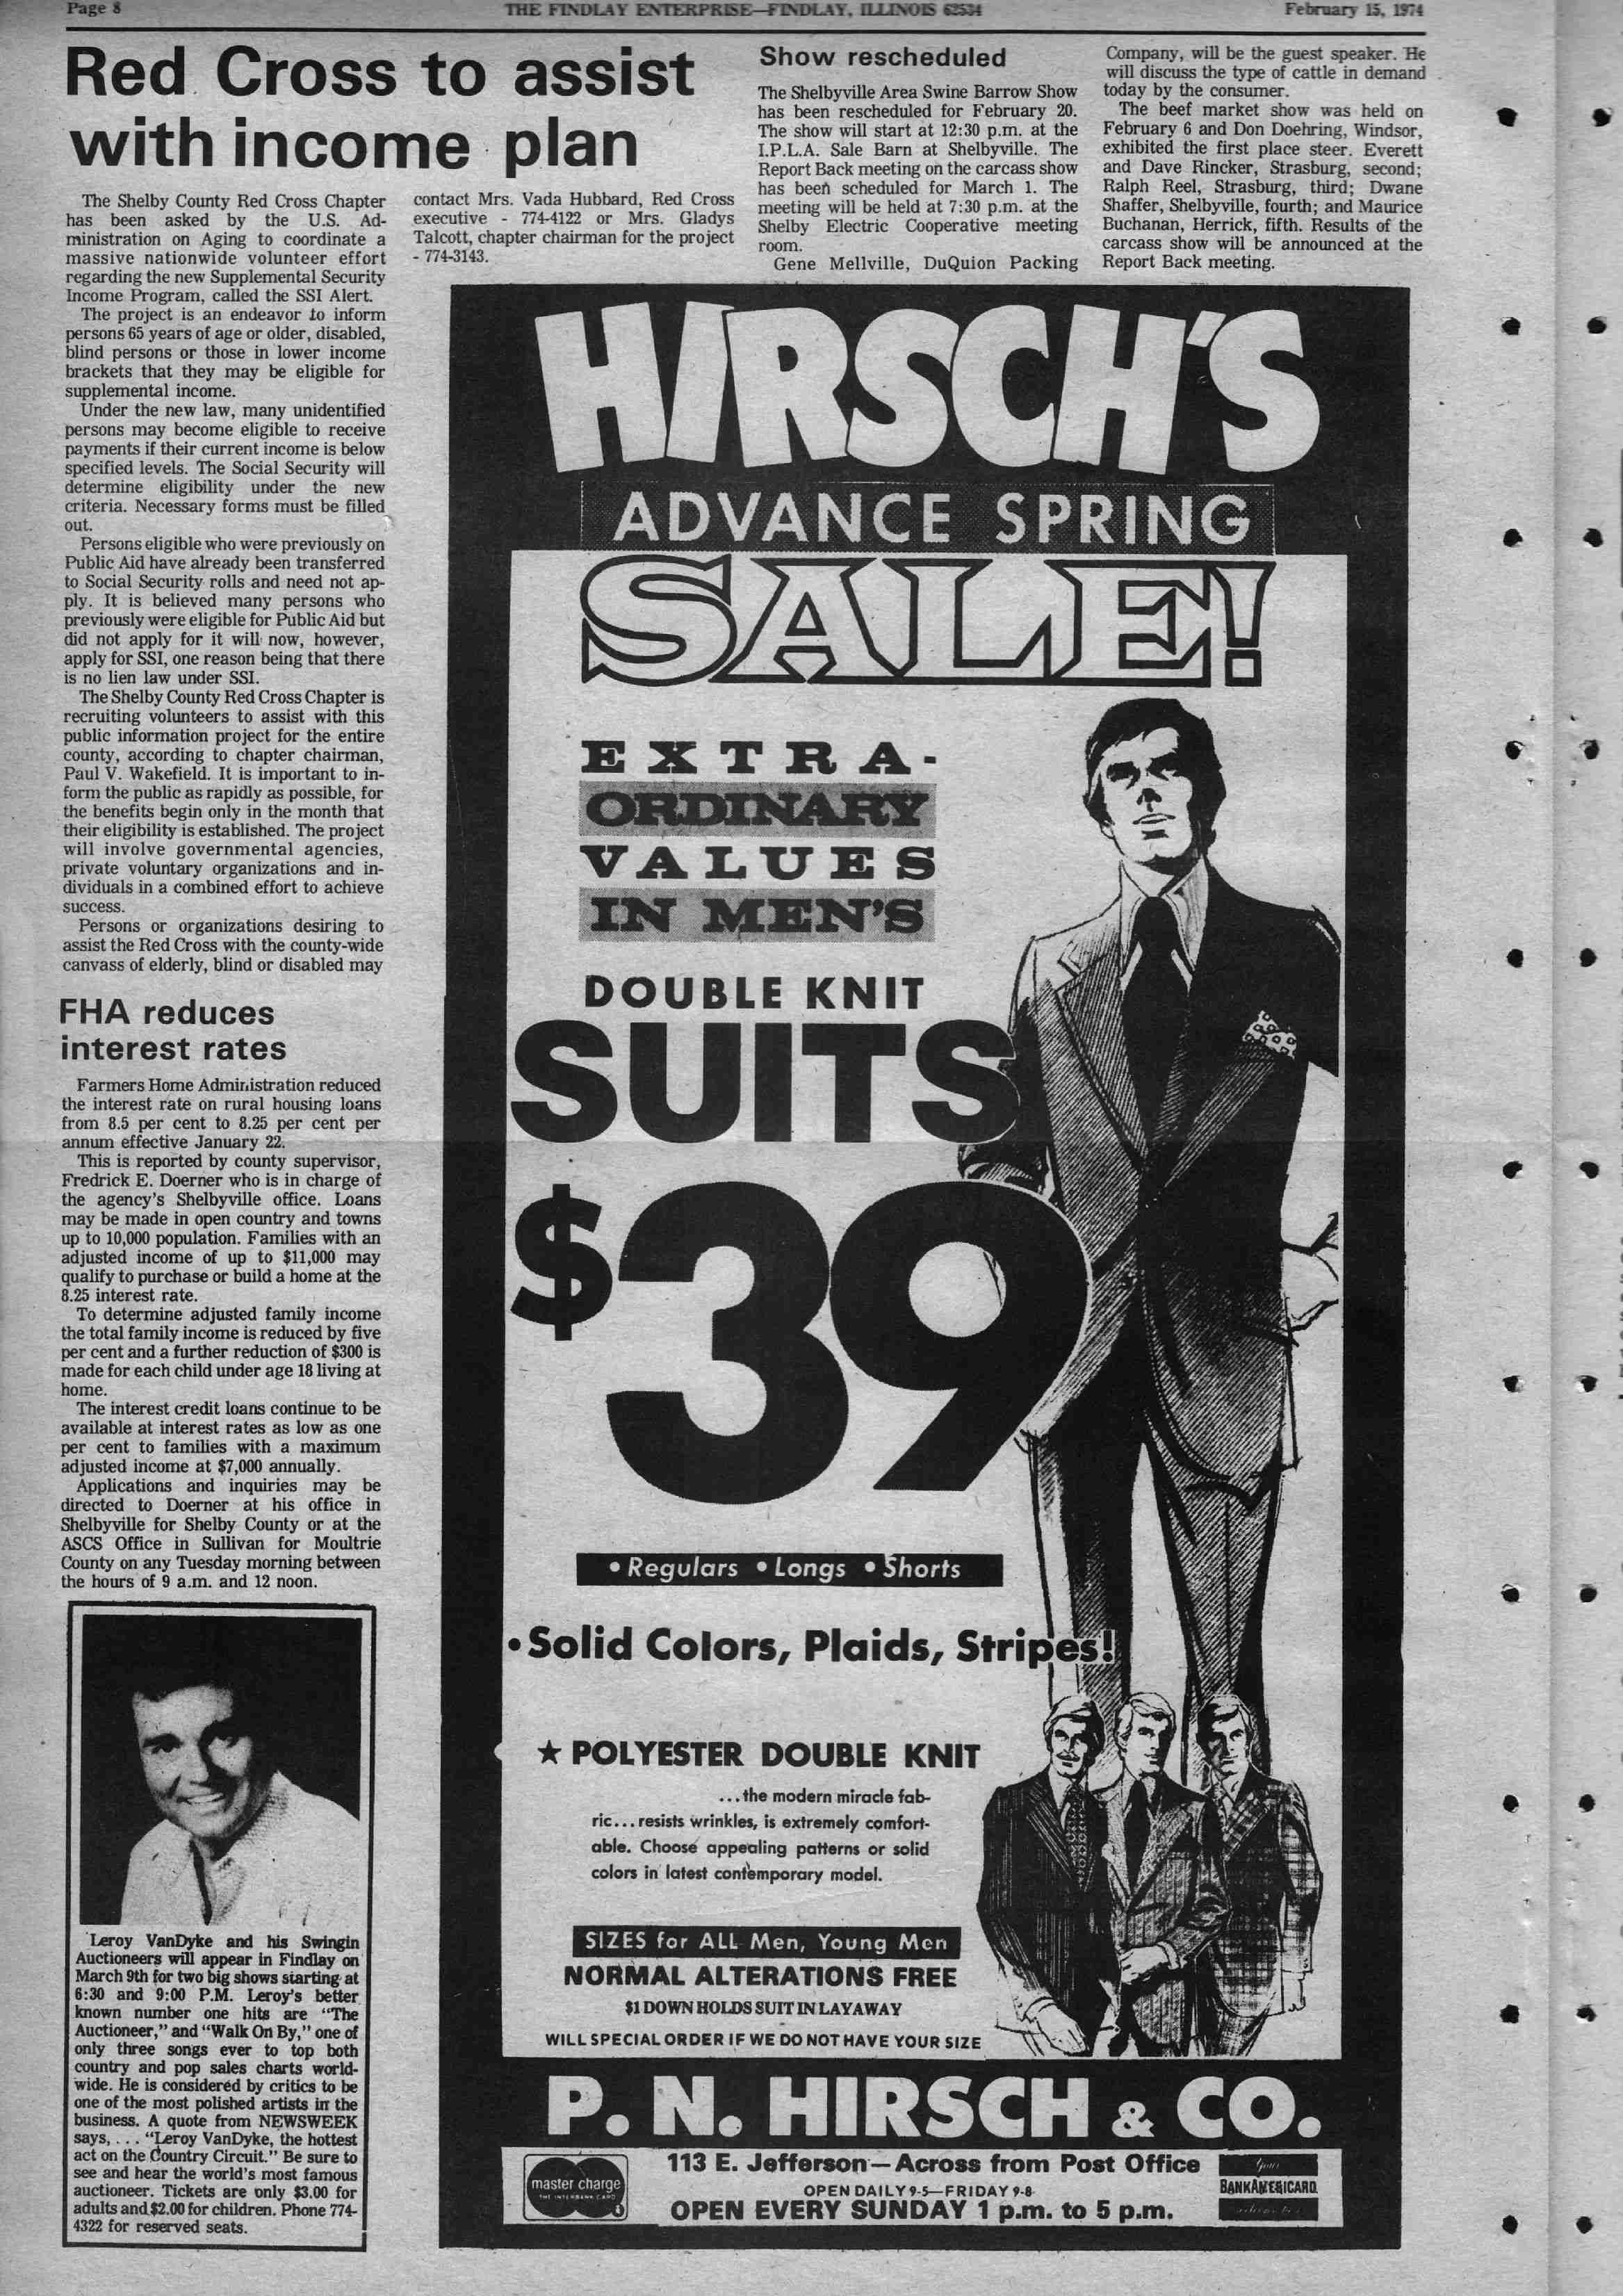 Page 8
THE FINDLAY ENTERPRISE—FINDLAY, ILLINOIS 62534
February 15, 1974
Red Cross to assist
with income plan
The Shelby County Red Cross Chapter
has been asked by the U.S. Ad-
ministration on Aging to coordinate a
massive nationwide volunteer effort
regarding the new Supplemental Security
Income Program, called the SSI Alert.
The project is an endeavor to inform
persons 65 years of age or older, disabled,
blind persons or those in lower income
brackets that they may be eligible for
supplemental income.
Under the new law, many unidentified
persons may become eligible to receive
payments if their current income is below
specified levels. The Social Security will
determine eligibility under the new
criteria. Necessary forms must be filled
out.
Persons eligible who were previously on
Public Aid have already been transferred
to Social Security rolls and need not ap-
ply. It is believed many persons who
previously were eligible for Public Aid but
did not apply for it will now, however,
apply for SSI, one reason being that there
is no lien law under SSI.
The Shelby County Red Cross Chapter is
recruiting volunteers to assist with this
public information project for the entire
county, according to chapter chairman,
Paul V. Wakefield. It is important to in-
form the public as rapidly as possible, for
the benefits begin only in the month that
their eligibility is established. The project
will involve governmental agencies,
private voluntary organizations and in-
dividuals in a combined effort to achieve
success.
Persons or organizations desiring to
assist the Red Cross with the county-wide
canvass of elderly, blind or disabled may
contact Mrs. Vada Hubbard, Red Cross
executive - 774-4122 or Mrs. Gladys
Talcott, chapter chairman for the project
- 774-3143.
Show rescheduled
The Shelbyville Area Swine Barrow Show
has been rescheduled for February 20.
The show will start at 12:30 p.m. at the
I.P.L.A. Sale Barn at Shelbyville. The
Report Back meeting on the carcass show
has been scheduled for March 1. The
meeting will be held at 7:30 p.m. at the
Shelby Electric Cooperative meeting
room.
Gene Mellville, DuQuion Packing
Company, will be the guest speaker. He
will discuss the type of cattle in demand
today by the consumer.
The beef market show was held on
February 6 and Don Doehring, Windsor,
exhibited the first place steer. Everett
and Dave Rincker, Strasburg, second;
Ralph Reel, Strasburg, third; Dwane
Shaffer, Shelbyville, fourth; and Maurice
Buchanan, Herrick, fifth. Results of the
carcass show will be announced at the
Report Back meeting.
FHA reduces
interest rates
Farmers Home Administration reduced
the interest rate on rural housing loans
from 8.5 per cent to 8.25 per cent per
annum effective January 22.
This is reported by county supervisor,
Fredrick E. Doerner who is in charge of
the agency's Shelbyville office. Loans
may be made in open country and towns
up to 10,000 population. Families with an
adjusted income of up to $11,000 may
qualify to purchase or build a home at the
8.25 interest rate.
To determine adjusted family income
the total family income is reduced by five
per cent and a further reduction of $300 is
made for each child under age 18 living at
home.
The interest credit loans continue to be
available at interest rates as low as one
per cent to families with a maximum
adjusted income at $7,000 annually.
Applications and inquiries may be
directed to Doerner at his office in
Shelbyville for Shelby County or at the
ASCS Office in Sullivan for Moultrie
County on any Tuesday morning between
the hours of 9 a.m. and 12 noon.
Leroy VanDyke and his Swingin
Auctioneers will appear in Findlay on
March 9th for two big shows starting at
6:30 and 9:00 P.M. Leroy's better
known number one hits are "The
Auctioneer," and "Walk On By," one of
only three songs ever to top both
country and pop sales charts world-
wide. He is considered by critics to be
one of the most polished artists in the
business. A quote from NEWSWEEK
says, . . . "Leroy VanDyke, the hottest
act on the Country Circuit." Be sure to
see and hear the world's most famous
auctioneer. Tickets are only $3.00 for
adults and $2.00 for children. Phone 774-
4322 for reserved seats.
HIRSCH'S
ADVANCE SPRING
SALE!
EXTRA-
ORDINARY
VALUES
IN MEN'S
DOUBLE KNIT
SUITS
$39
• Regulars • Longs • Shorts
• Solid Colors, Plaids, Stripes!
★ POLYESTER DOUBLE KNIT
...the modern miracle fab-
ric... resists wrinkles, is extremely comfort-
able. Choose appealing patterns or solid
colors in latest contemporary model.
SIZES for ALL Men, Young Men
NORMAL ALTERATIONS FREE
$1 DOWN HOLDS SUIT IN LAYAWAY
WILL SPECIAL ORDER IF WE DO NOT HAVE YOUR SIZE
P. N. HIRSCH & CO.
master charge
THE INTERBANK CARD
113 E. Jefferson—Across from Post Office
OPEN DAILY 9-5—FRIDAY 9-8
OPEN EVERY SUNDAY 1 p.m. to 5 p.m.
Your
BANKAMERICARD